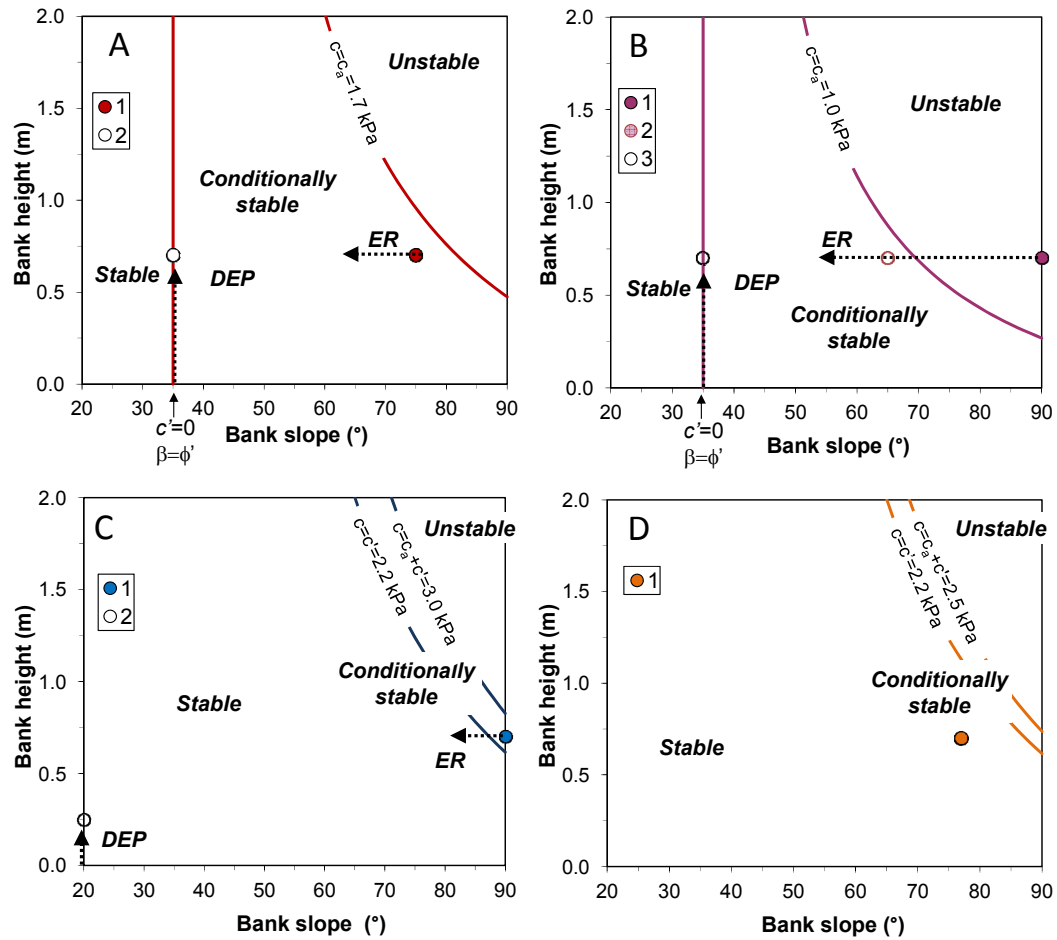 A
2.0
1.5
1.0
0.5
0.0
Bank height (m)
1
2
c=ca=1.7 kPa
Unstable
Conditionally
stable
ER
Stable
DEP
20 30 40 50 60 70 80 90
c'=0
β=ϕ'
Bank slope (°)
B
2.0
1.5
1.0
0.5
0.0
Bank height (m)
1
2
3
c=ca=1.0 kPa
Unstable
ER
Stable
DEP
Conditionally
stable
20 30 40 50 60 70 80 90
c'=0
β=ϕ'
Bank slope (°)
C
2.0
1.5
1.0
0.5
0.0
Bank height (m)
1
2
c=c'=2.2 kPa
c=ca+c'=3.0 kPa
Unstable
Conditionally
stable
Stable
ER
DEP
20 30 40 50 60 70 80 90
Bank slope (°)
D
2.0
1.5
1.0
0.5
0.0
Bank height (m)
1
c=c'=2.2 kPa
c=ca+c'=2.5 kPa
Unstable
Conditionally
stable
Stable
20 30 40 50 60 70 80 90
Bank slope (°)